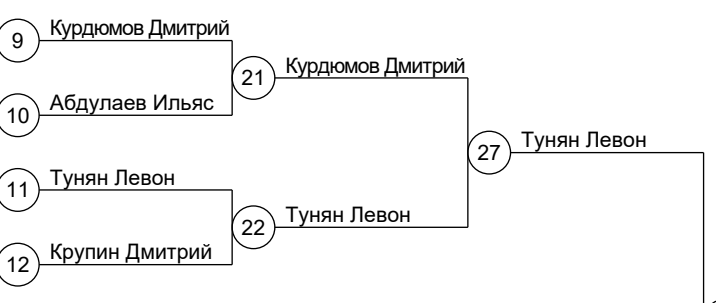 9 Курдюмов Дмитрий
21 Курдюмов Дмитрий
10 Абдулаев Ильяс
27 Тунян Левон
11 Тунян Левон
22 Тунян Левон
12 Крупин Дмитрий